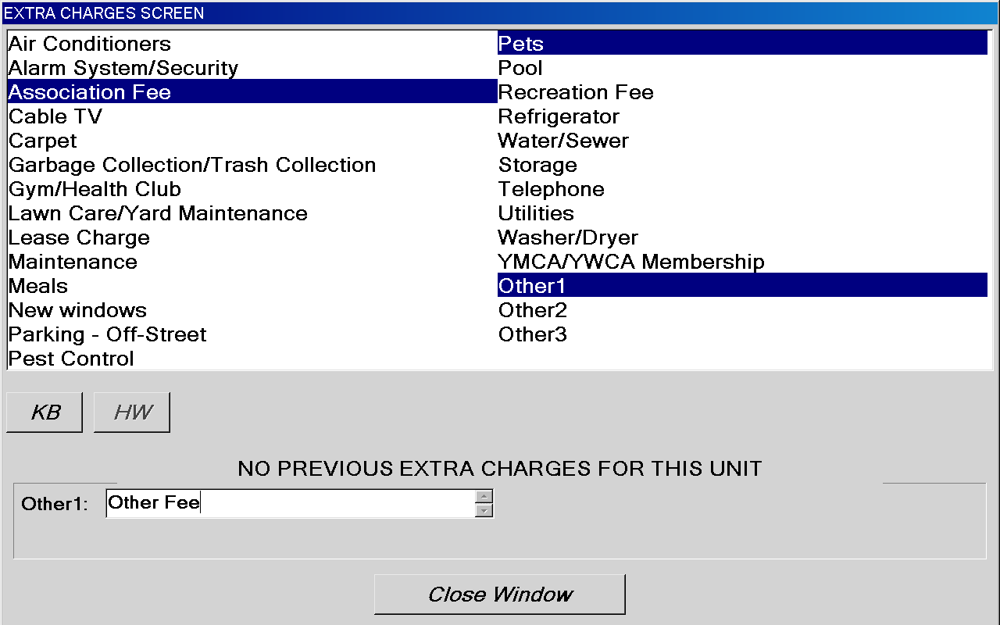 EXTRA CHARGES SCREEN
Air Conditioners
Alarm System/Security
Association Fee
Cable TV
Carpet
Garbage Collection/Trash Collection
Gym/Health Club
Lawn Care/Yard Maintenance
Lease Charge
Maintenance
Meals
New windows
Parking - Off-Street
Pest Control
Pets
Pool
Recreation Fee
Refrigerator
Water/Sewer
Storage
Telephone
Utilities
Washer/Dryer
YMCA/YWCA Membership
Other1
Other2
Other3
KB HW
NO PREVIOUS EXTRA CHARGES FOR THIS UNIT
Other1: Other Fee
Close Window